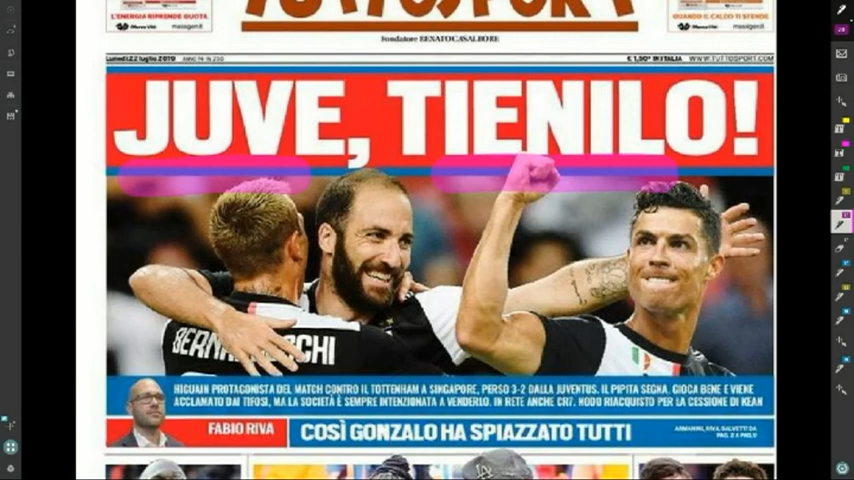 L'ENERGIA RIPRENDE QUOTA
TUTTOSPORT
QUANDO IL CALCIO TI STENDE
Fondatore RENATO CASALBORE
Lunedì 22 luglio 2019
€ 1,50* IN ITALIA WWW.TUTTOSPORT.COM
JUVE, TIENILO!
HIGUAIN PROTAGONISTA DEL MATCH CONTRO IL TOTTENHAM A SINGAPORE, PERSO 3-2 DALLA JUVENTUS. IL PIPITA SEGNA, GIOCA BENE E VIENE
ACCLAMATO DAI TIFOSI, MA LA SOCIETÀ È SEMPRE INTENZIONATA A VENDERLO. IN RETE ANCHE CR7. NODO RIACQUISTO PER LA CESSIONE DI KEAN
FABIO RIVA
COSÌ GONZALO HA SPIAZZATO TUTTI